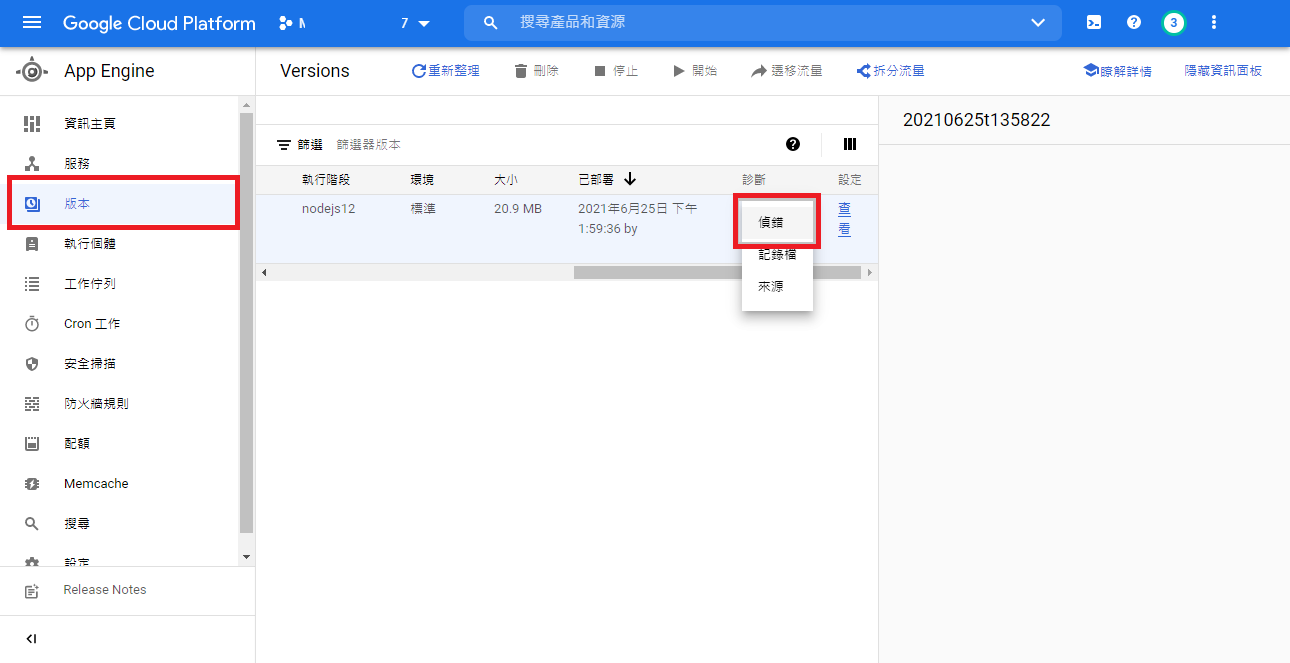 Google Cloud Platform
7
搜尋產品和資源
3
App Engine
Versions
重新整理
刪除
停止
開始
遷移流量
拆分流量
瞭解詳情
隱藏資訊面板
資訊主頁
服務
版本
執行個體
工作佇列
Cron 工作
安全掃描
防火牆規則
配額
Memcache
搜尋
設定
Release Notes
篩選
篩選器版本
執行階段
環境
大小
已部署
診斷
設定
nodejs12
標準
20.9 MB
2021年6月25日 下午
1:59:36 by
查
看
偵錯
記錄檔
來源
20210625t135822